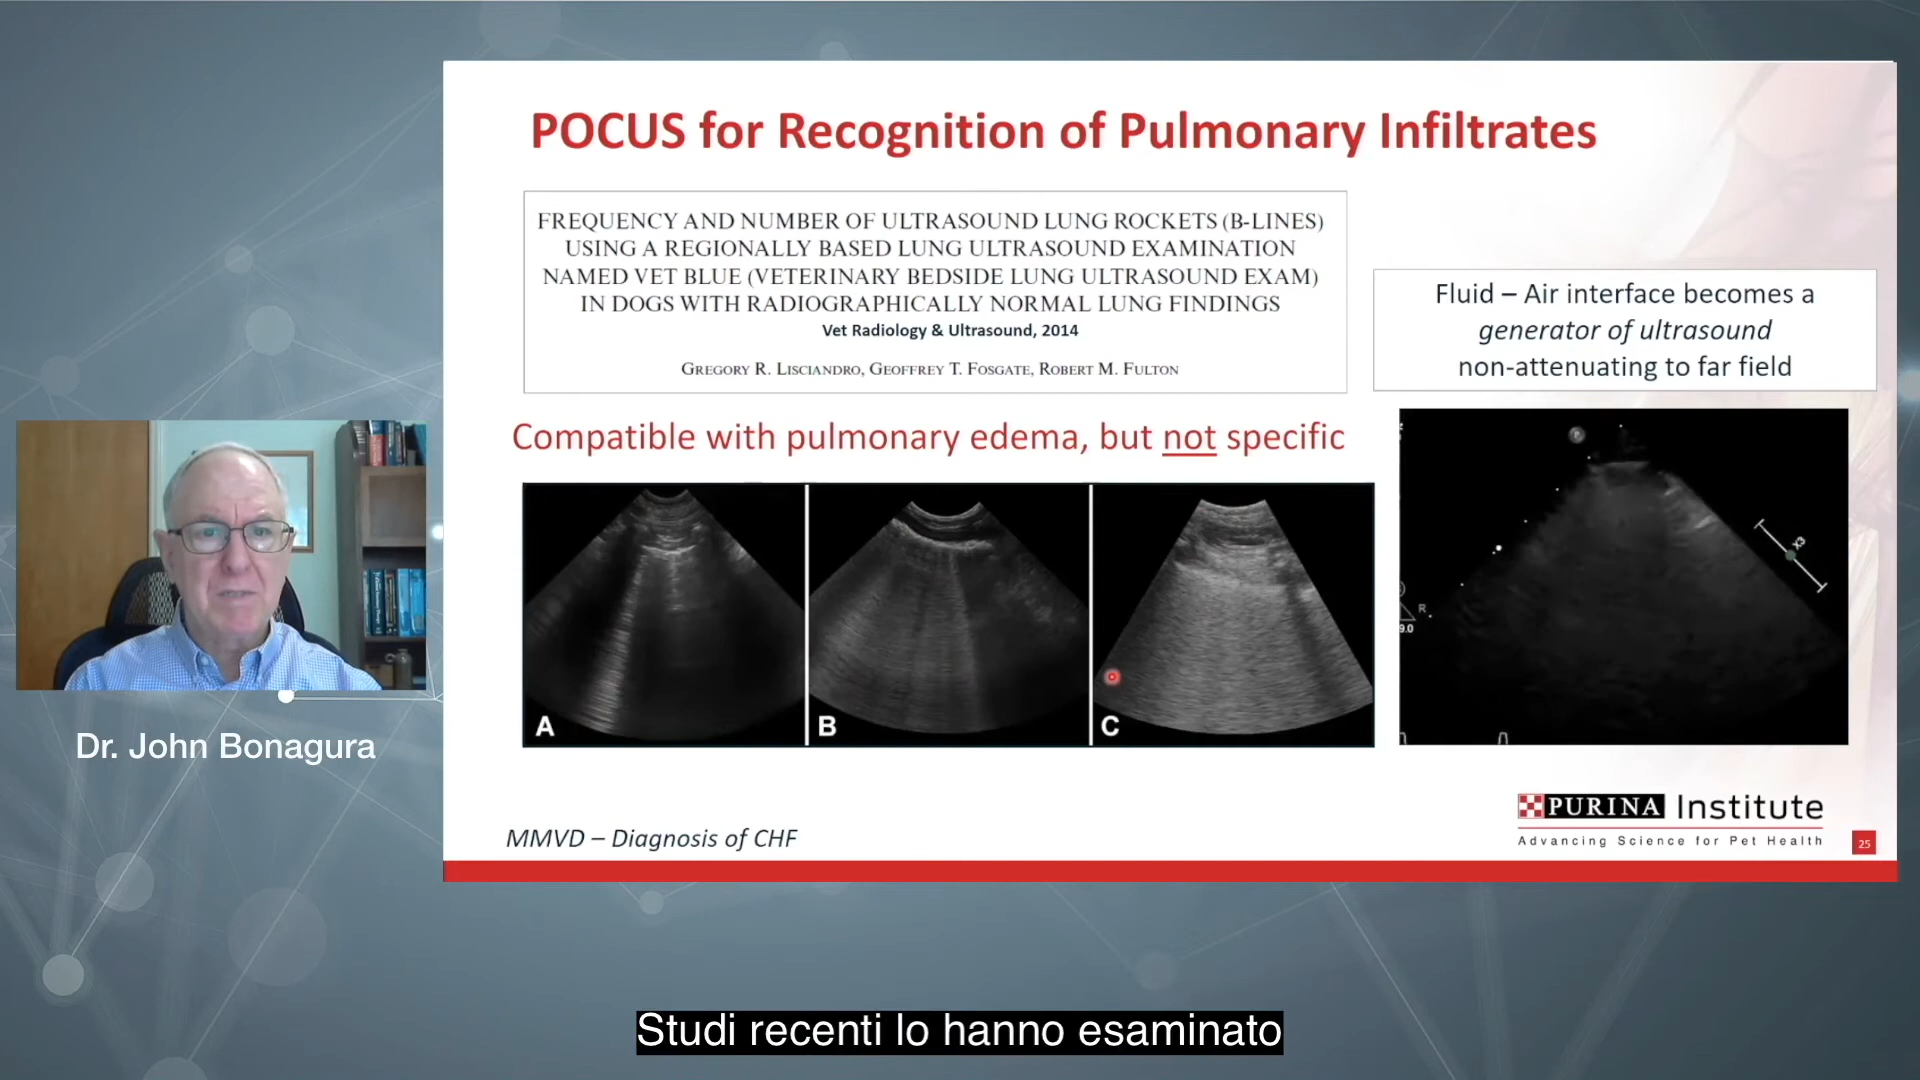 POCUS for Recognition of Pulmonary Infiltrates
FREQUENCY AND NUMBER OF ULTRASOUND LUNG ROCKETS (B-LINES)
USING A REGIONALLY BASED LUNG ULTRASOUND EXAMINATION
NAMED VET BLUE (VETERINARY BEDSIDE LUNG ULTRASOUND EXAM)
IN DOGS WITH RADIOGRAPHICALLY NORMAL LUNG FINDINGS
Vet Radiology & Ultrasound, 2014
GREGORY R. LISCIANDRO, GEOFFREY T. FOSGATE, ROBERT M. FULTON
Fluid – Air interface becomes a
generator of ultrasound
non-attenuating to far field
Compatible with pulmonary edema, but not specific
A
B
C
X3
R
9.0
Dr. John Bonagura
MMVD – Diagnosis of CHF
PURINA Institute
Advancing Science for Pet Health
25
Studi recenti lo hanno esaminato